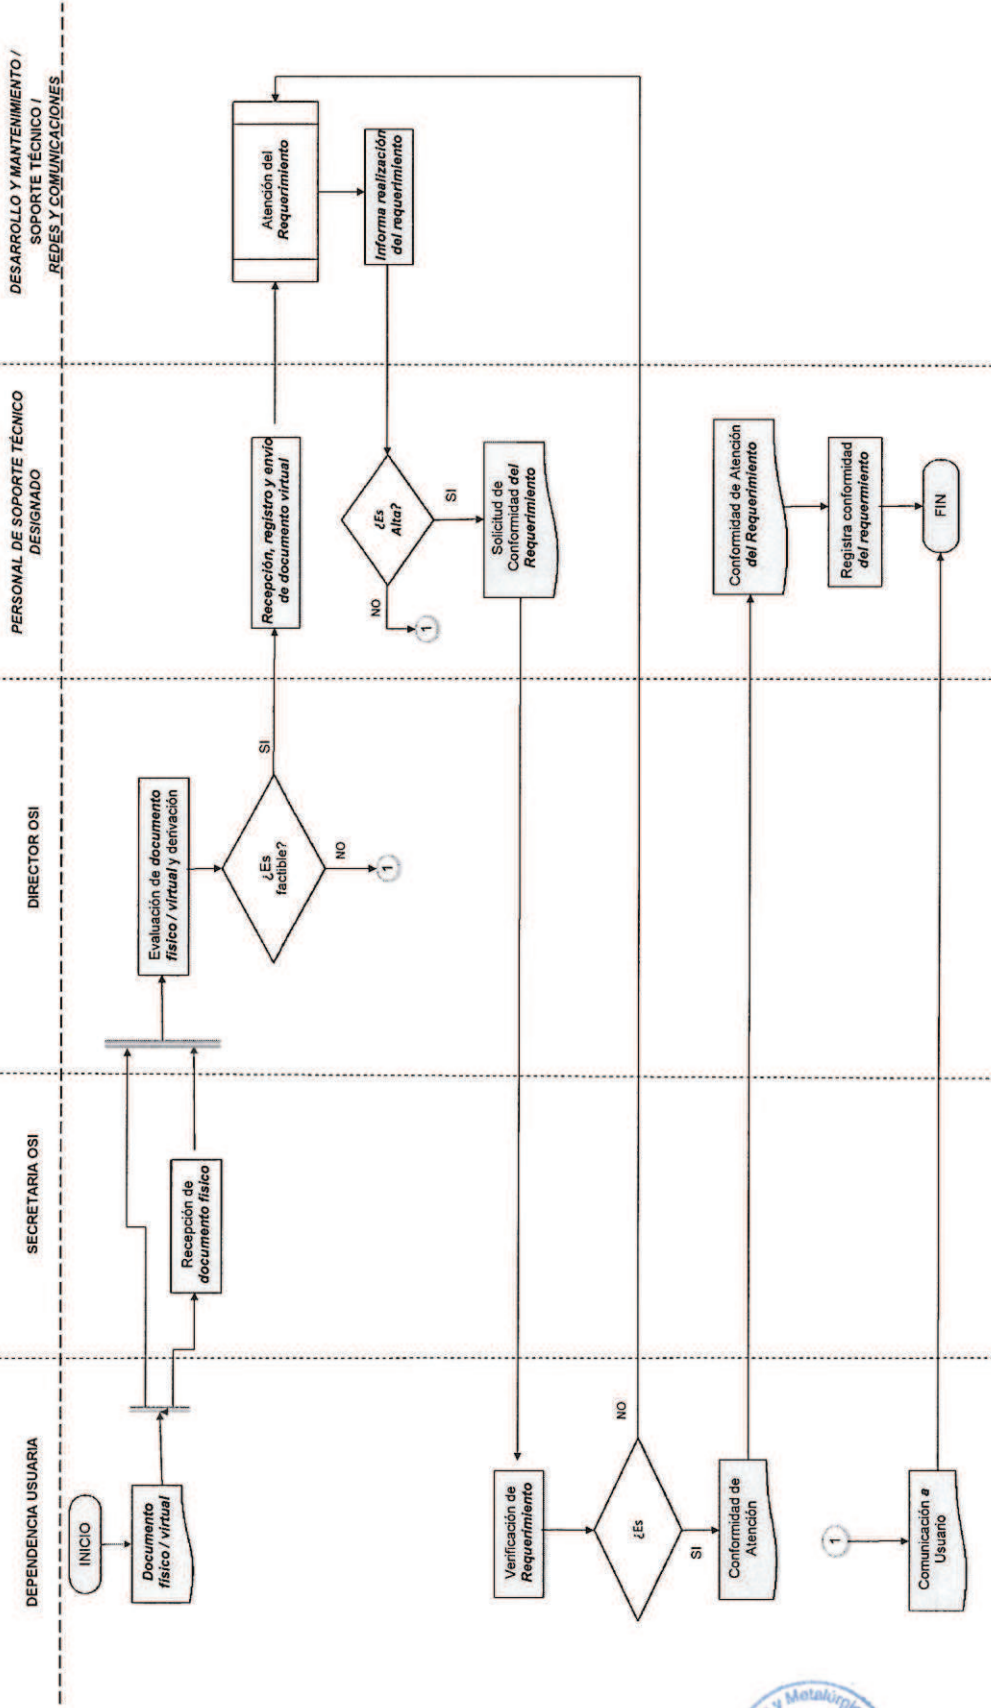 DEPENDENCIA USUARIA
SECRETARIA OSI
DIRECTOR OSI
PERSONAL DE SOPORTE TÉCNICO
DESIGNADO
DESARROLLO Y MANTENIMIENTO /
SOPORTE TÉCNICO /
REDES Y COMUNICACIONES
INICIO
Documento
físico / virtual
Recepción de
documento físico
Evaluación de documento
físico / virtual y derivación
¿Es
factible?
SI
NO
1
Recepción, registro y envío
de documento virtual
Atención del
Requerimiento
Informa realización
del requerimiento
¿Es
Alta?
NO
1
SI
Solicitud de
Conformidad del
Requerimiento
Verificación de
Requerimiento
¿Es
NO
SI
Conformidad de
Atención
Conformidad de Atención
del Requerimiento
Registra conformidad
del requermiento
FIN
1
Comunicación a
Usuario
y Metalúrgi